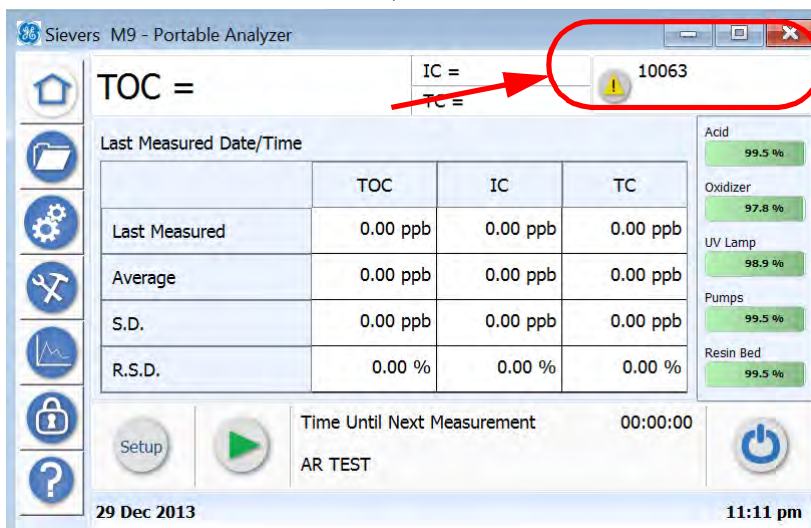 Sievers M9 - Portable Analyzer
TOC =
IC =
TC =
10063
Last Measured Date/Time
TOC IC TC
Last Measured 0.00 ppb 0.00 ppb 0.00 ppb
Average 0.00 ppb 0.00 ppb 0.00 ppb
S.D. 0.00 ppb 0.00 ppb 0.00 ppb
R.S.D. 0.00 % 0.00 % 0.00 %
Acid
99.5 %
Oxidizer
97.8 %
UV Lamp
98.9 %
Pumps
99.5 %
Resin Bed
99.5 %
Setup
Time Until Next Measurement 00:00:00
AR TEST
29 Dec 2013 11:11 pm